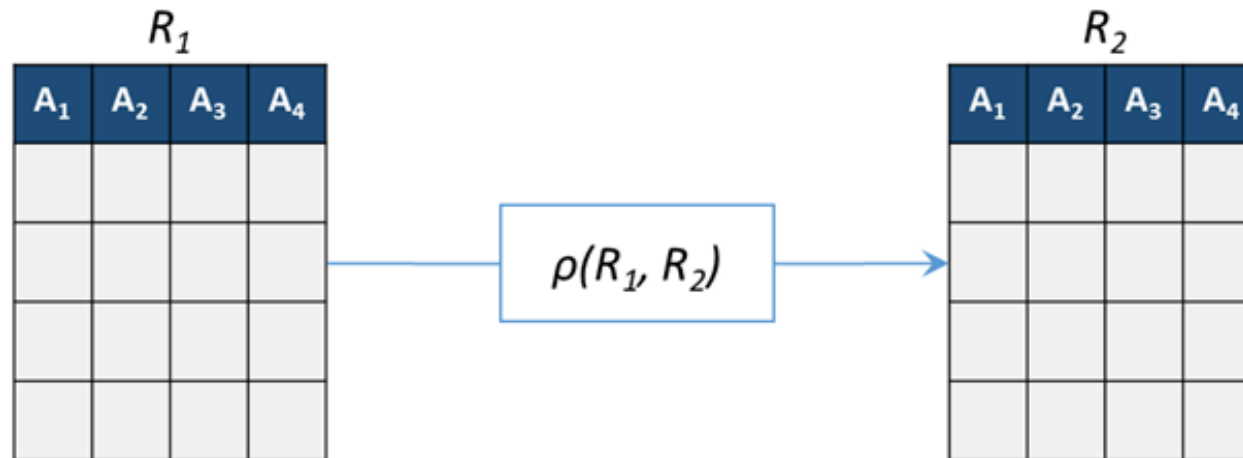 R₁
R₂
A₁ A₂ A₃ A₄
A₁ A₂ A₃ A₄
ρ(R₁, R₂)